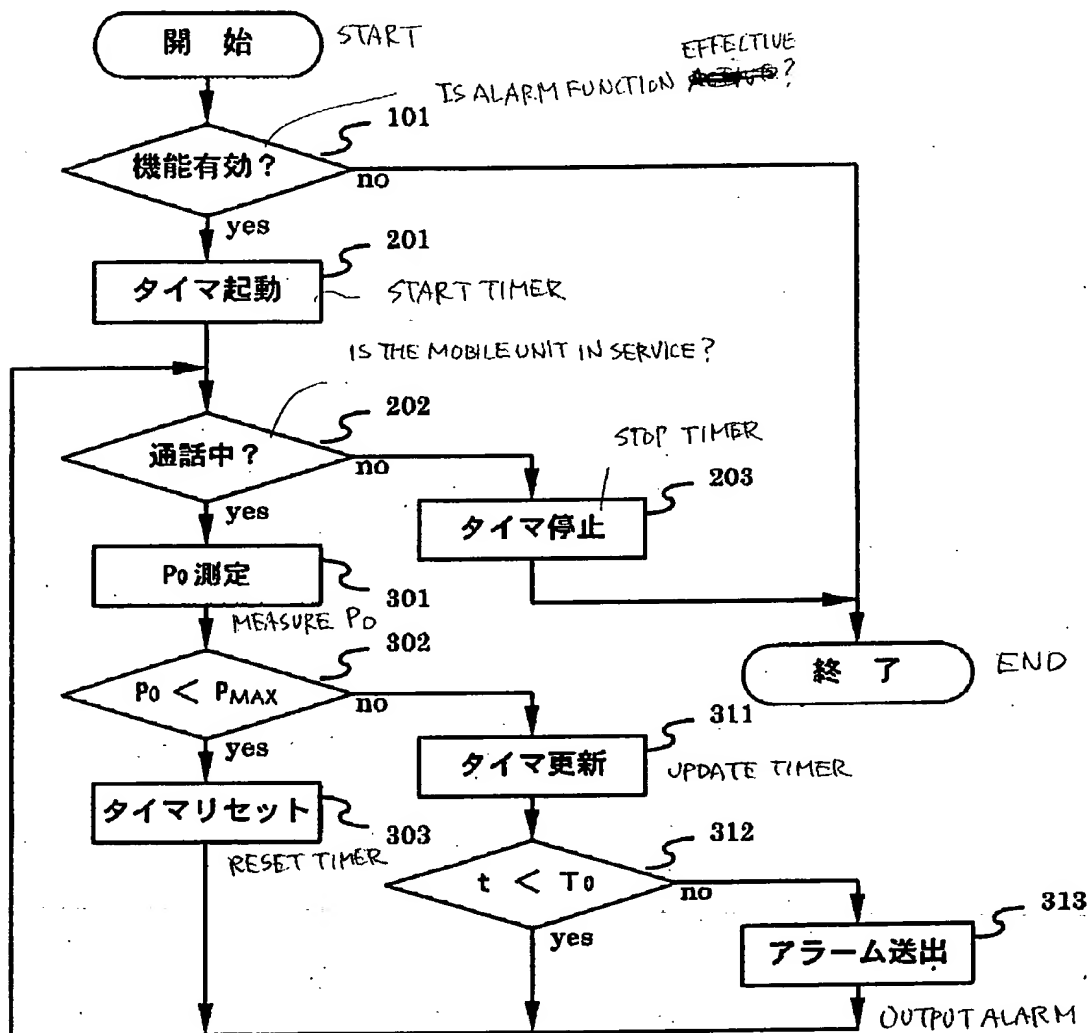 開 始
START
EFFECTIVE
IS ALARM FUNCTION ?
101
機能有効?
no
yes
201
タイマ起動
START TIMER
IS THE MOBILE UNIT IN SERVICE?
202
通話中?
no
STOP TIMER
203
タイマ停止
yes
P0 測定
301
MEASURE P0
302
P0 < PMAX
no
終 了
END
311
タイマ更新
UPDATE TIMER
yes
タイマリセット
303
RESET TIMER
312
t < T0
no
yes
313
アラーム送出
OUTPUT ALARM